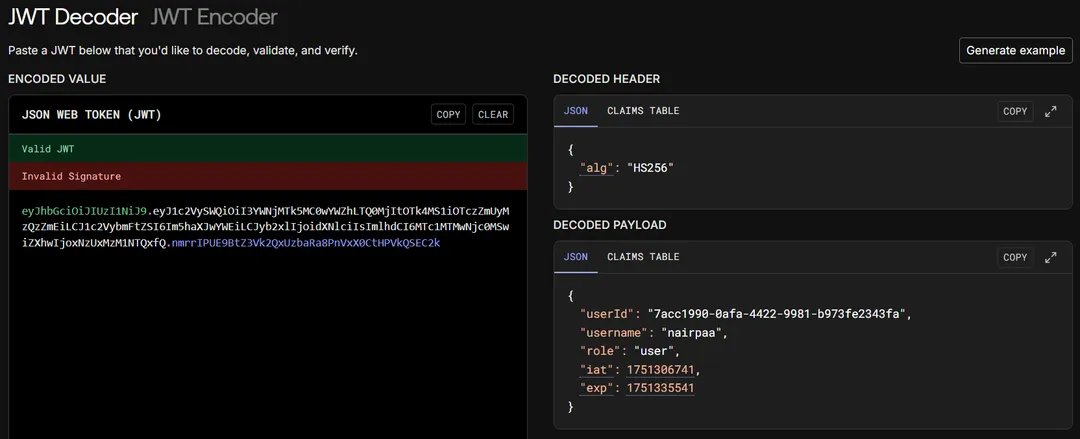 JWT Decoder JWT Encoder
Paste a JWT below that you'd like to decode, validate, and verify.
Generate example
ENCODED VALUE
JSON WEB TOKEN (JWT)
COPY
CLEAR
Valid JWT
Invalid Signature
eyJhbGciOiJIUzI1NiJ9.eyJ1c2VySWQiOiI3YWNjMTk5MC0wYWZhLTQ0MjItOTk4MS1iOTczZmUyM
zQzZmEiLCJ1c2VybmFtZSI6Im5haXJwYWEiLCJyb2xlIjoidXNlciIsImlhdCI6MTc1MTMwNjc0MSw
iZXhwIjoxNzUxMzM1NTQxfQ.nmrrIPUE9BtZ3Vk2QxUzbaRa8PnVxX0CtHPVkQSEC2k
DECODED HEADER
JSON
CLAIMS TABLE
COPY
{
"alg": "HS256"
}
DECODED PAYLOAD
JSON
CLAIMS TABLE
COPY
{
"userId": "7acc1990-0afa-4422-9981-b973fe2343fa",
"username": "nairpaa",
"role": "user",
"iat": 1751306741,
"exp": 1751335541
}